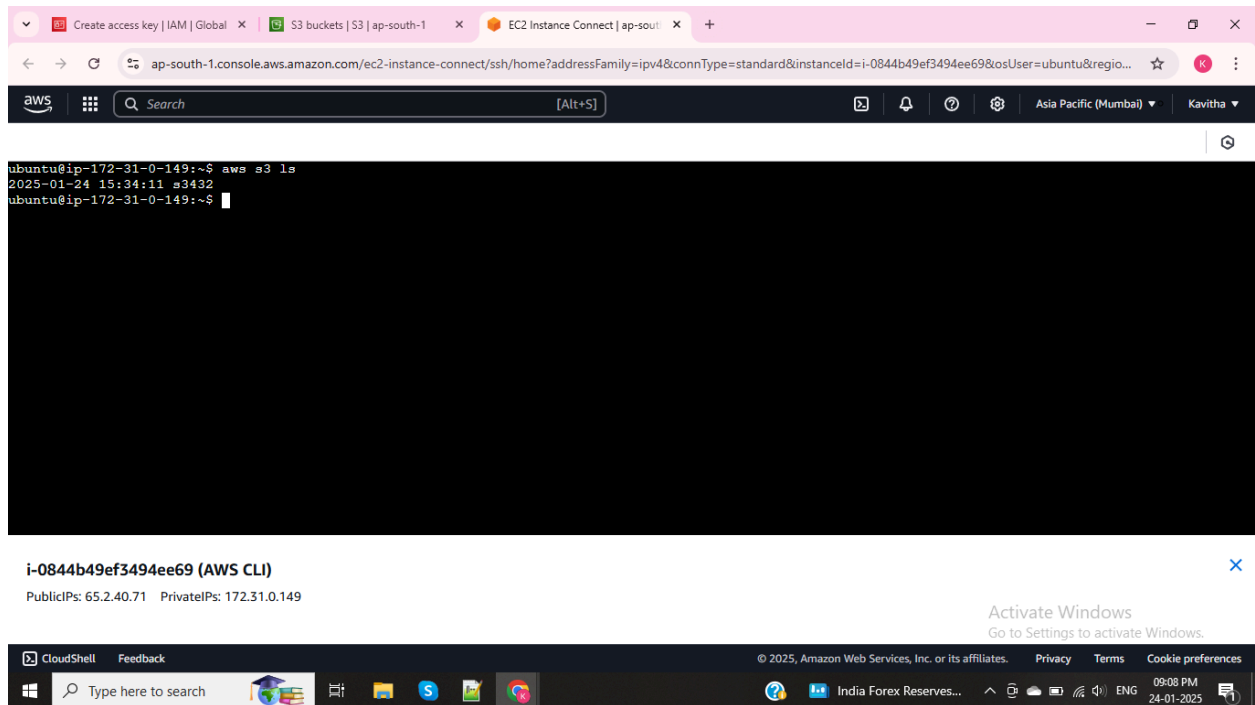 Create access key | IAM | Global
S3 buckets | S3 | ap-south-1
EC2 Instance Connect | ap-sout
ap-south-1.console.aws.amazon.com/ec2-instance-connect/ssh/home?addressFamily=ipv4&connType=standard&instanceId=i-0844b49ef3494ee69&osUser=ubuntu&regio...
K
aws
Search [Alt+S]
Asia Pacific (Mumbai)
Kavitha
ubuntu@ip-172-31-0-149:~$ aws s3 ls
2025-01-24 15:34:11 s3432
ubuntu@ip-172-31-0-149:~$
i-0844b49ef3494ee69 (AWS CLI)
PublicIPs: 65.2.40.71 PrivateIPs: 172.31.0.149
Activate Windows
Go to Settings to activate Windows.
CloudShell Feedback
© 2025, Amazon Web Services, Inc. or its affiliates. Privacy Terms Cookie preferences
Type here to search
India Forex Reserves...
ENG
09:08 PM
24-01-2025